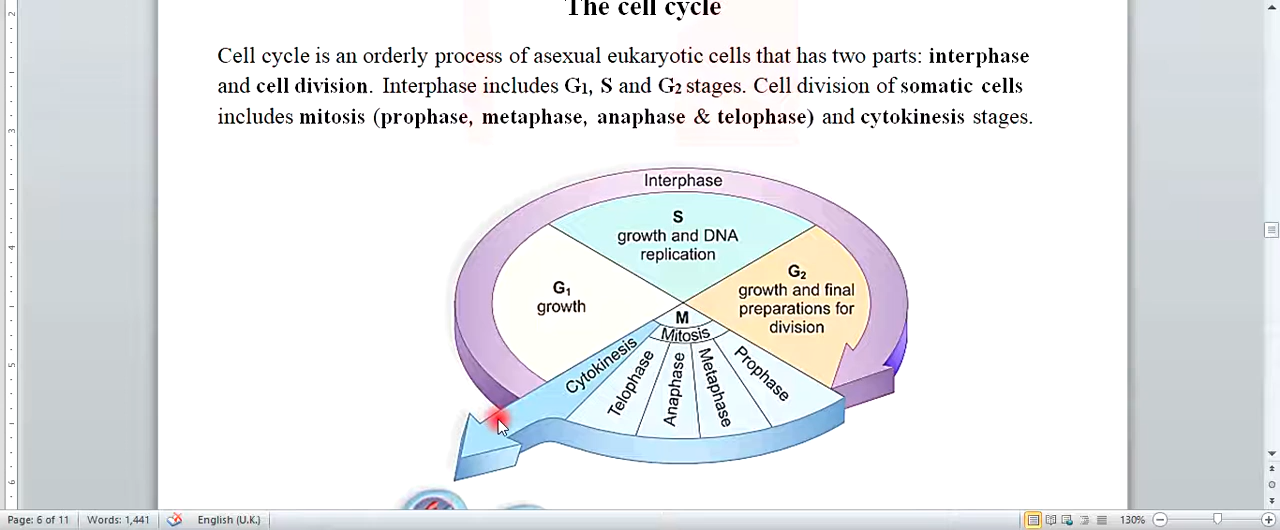 The cell cycle
Cell cycle is an orderly process of asexual eukaryotic cells that has two parts: interphase
and cell division. Interphase includes G1, S and G2 stages. Cell division of somatic cells
includes mitosis (prophase, metaphase, anaphase & telophase) and cytokinesis stages.
Interphase
S
growth and DNA
replication
G1
growth
G2
growth and final
preparations for
division
M
Mitosis
Cytokinesis
Telophase
Anaphase
Metaphase
Prophase
Page: 6 of 11
Words: 1,441
English (U.K.)
130%